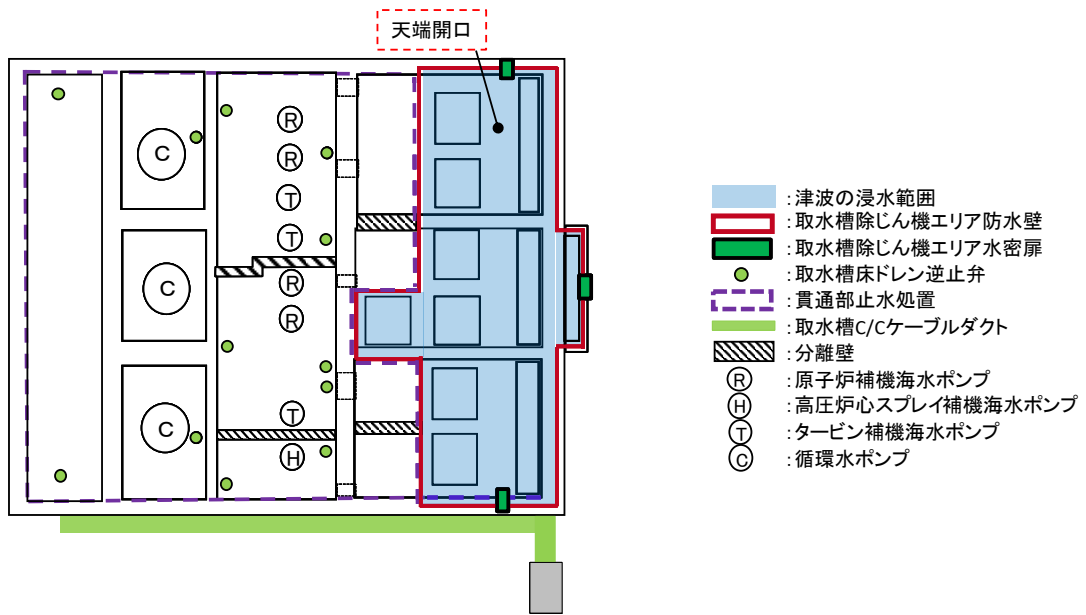 天端開口
C
C
C
R
R
T
T
R
R
T
H
:津波の浸水範囲
:取水槽除じん機エリア防水壁
:取水槽除じん機エリア水密扉
:取水槽床ドレン逆止弁
:貫通部止水処置
:取水槽C/Cケーブルダクト
:分離壁
R :原子炉補機海水ポンプ
H :高圧炉心スプレイ補機海水ポンプ
T :タービン補機海水ポンプ
C :循環水ポンプ